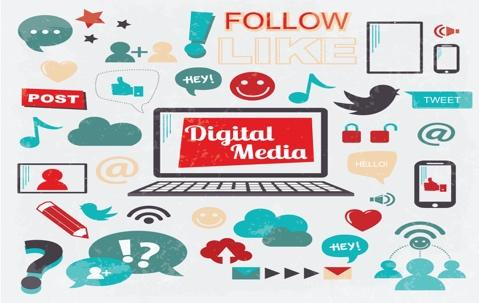 FOLLOW
LIKE
HEY!
POST
TWEET
Digital
Media
@
HELLO!
@
HEY!
!?
?